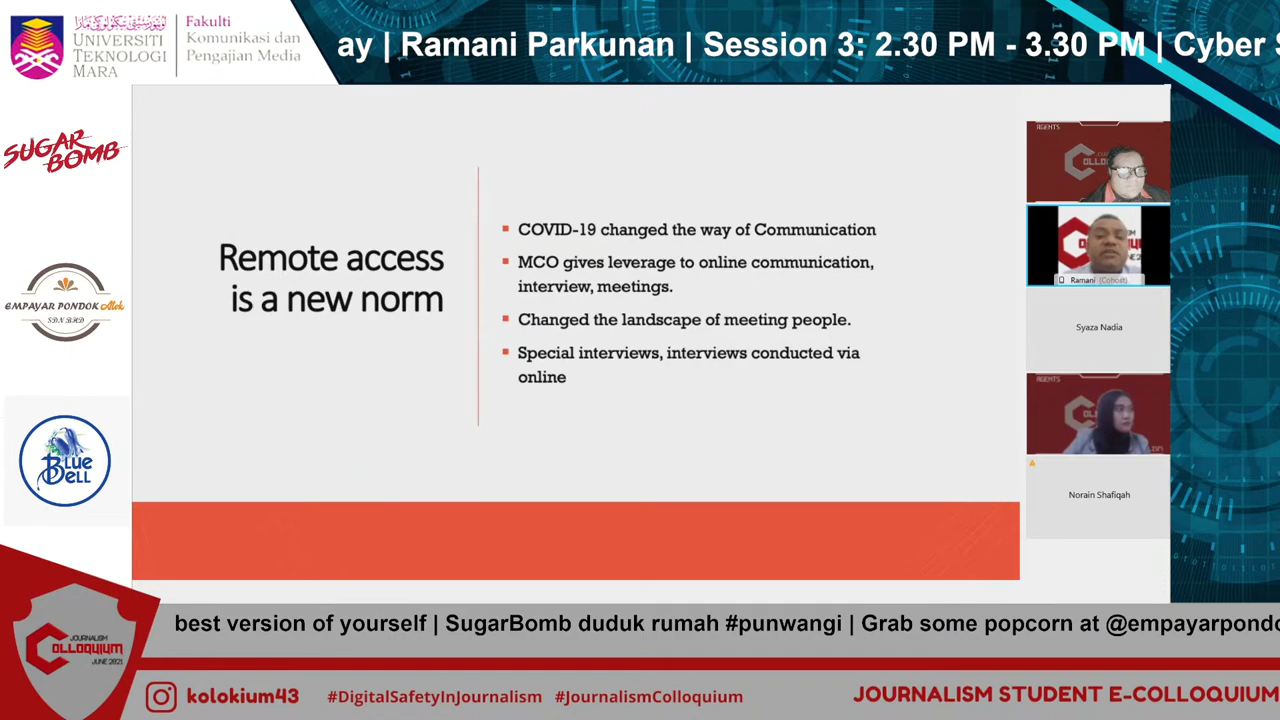 UNIVERSITI
TEKNOLOGI
MARA
Fakulti
Komunikasi dan
Pengajian Media
ay | Ramani Parkunan | Session 3: 2.30 PM - 3.30 PM | Cyber S
SUGAR
BOMB
EMPAYAR PONDOK Alok
SDN BHD
BLUE
BELL
Remote access
is a new norm
COVID-19 changed the way of Communication
MCO gives leverage to online communication,
interview, meetings.
Changed the landscape of meeting people.
Special interviews, interviews conducted via
online
AGENTS
Ramani (Cohost)
Syaza Nadia
AGENTS
Norain Shafiqah
best version of yourself | SugarBomb duduk rumah #punwangi | Grab some popcorn at @empayarpondo
JOURNALISM
COLLOQUIUM
JUNE 2021
kolokium43
#DigitalSafetyInJournalism #JournalismColloquium
JOURNALISM STUDENT E-COLLOQUIUM